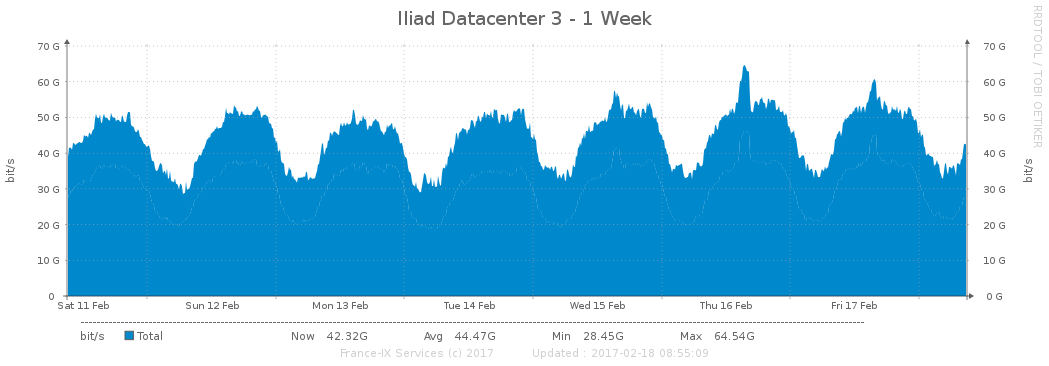 Iliad Datacenter 3 - 1 Week
RRDTOOL / TOBI OETIKER
bit/s
bit/s
70 G 70 G
60 G 60 G
50 G 50 G
40 G 40 G
30 G 30 G
20 G 20 G
10 G 10 G
0 0 G
Sat 11 Feb Sun 12 Feb Mon 13 Feb Tue 14 Feb Wed 15 Feb Thu 16 Feb Fri 17 Feb
bit/s Total Now 42.32G Avg 44.47G Min 28.45G Max 64.54G
France-IX Services (c) 2017 Updated : 2017-02-18 08:55:09